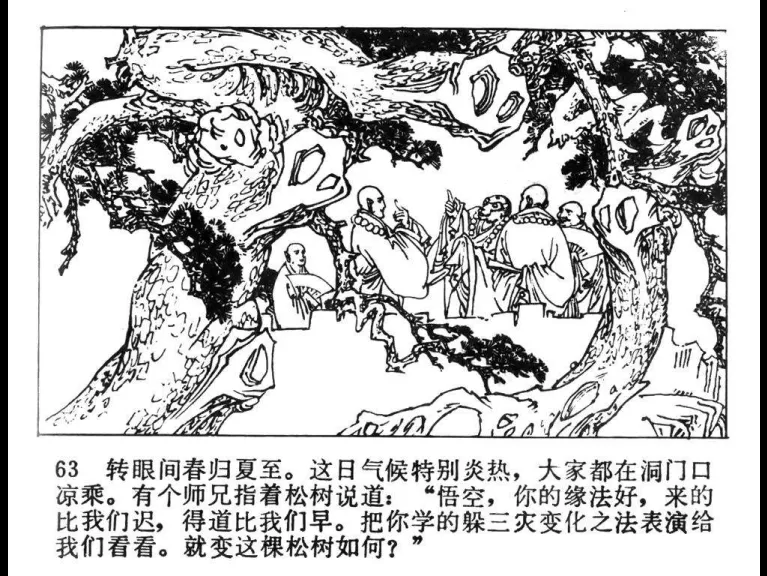 63 转眼间春归夏至。这日气候特别炎热，大家都在洞门口
凉乘。有个师兄指着松树说道：“悟空，你的缘法好，来的
比我们迟，得道比我们早。把你学的躲三灾变化之法表演给
我们看看。就变这棵松树如何？”